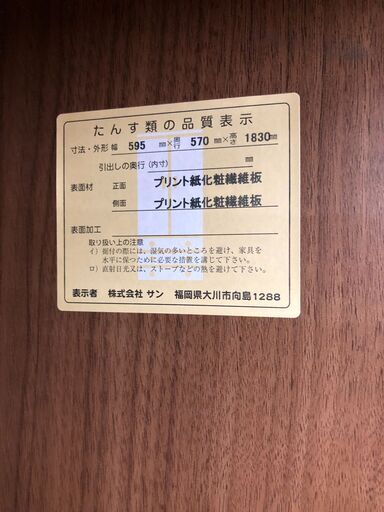 たんす類の品質表示
寸法・外形 幅 595 mm×奥行 570 mm×高さ 1830 mm
引出しの奥行(内寸) mm
表面材 正面 プリント紙化粧繊維板
側面 プリント紙化粧繊維板
表面加工
取り扱い上の注意
イ)据付の際には、湿気の多いところを避け、家具を
水平に保つために必要な措置を講じて下さい。
ロ)直射日光又は、ストーブなどの熱を避けて下さい。
表示者 株式会社 サン 福岡県大川市向島1288